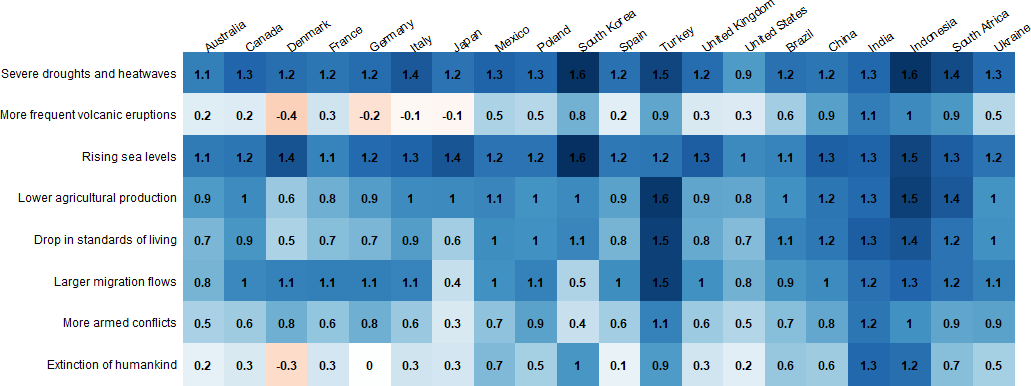 Australia Canada Denmark France Germany Italy Japan Mexico Poland South Korea Spain Turkey United Kingdom United States Brazil China India Indonesia South Africa Ukraine
Severe droughts and heatwaves 1.1 1.3 1.2 1.2 1.2 1.4 1.2 1.3 1.3 1.6 1.2 1.5 1.2 0.9 1.2 1.2 1.3 1.6 1.4 1.3
More frequent volcanic eruptions 0.2 0.2 -0.4 0.3 -0.2 -0.1 -0.1 0.5 0.5 0.8 0.2 0.9 0.3 0.3 0.6 0.9 1.1 1 0.9 0.5
Rising sea levels 1.1 1.2 1.4 1.1 1.2 1.3 1.4 1.2 1.2 1.6 1.2 1.2 1.3 1 1.1 1.3 1.3 1.5 1.3 1.2
Lower agricultural production 0.9 1 0.6 0.8 0.9 1 1 1.1 1 1 0.9 1.6 0.9 0.8 1 1.2 1.3 1.5 1.4 1
Drop in standards of living 0.7 0.9 0.5 0.7 0.7 0.9 0.6 1 1 1.1 0.8 1.5 0.8 0.7 1.1 1.2 1.3 1.4 1.2 1
Larger migration flows 0.8 1 1.1 1.1 1.1 1.1 0.4 1 1.1 0.5 1 1.5 1 0.8 0.9 1 1.2 1.3 1.2 1.1
More armed conflicts 0.5 0.6 0.8 0.6 0.8 0.6 0.3 0.7 0.9 0.4 0.6 1.1 0.6 0.5 0.7 0.8 1.2 1 0.9 0.9
Extinction of humankind 0.2 0.3 -0.3 0.3 0 0.3 0.3 0.7 0.5 1 0.1 0.9 0.3 0.2 0.6 0.6 1.3 1.2 0.7 0.5